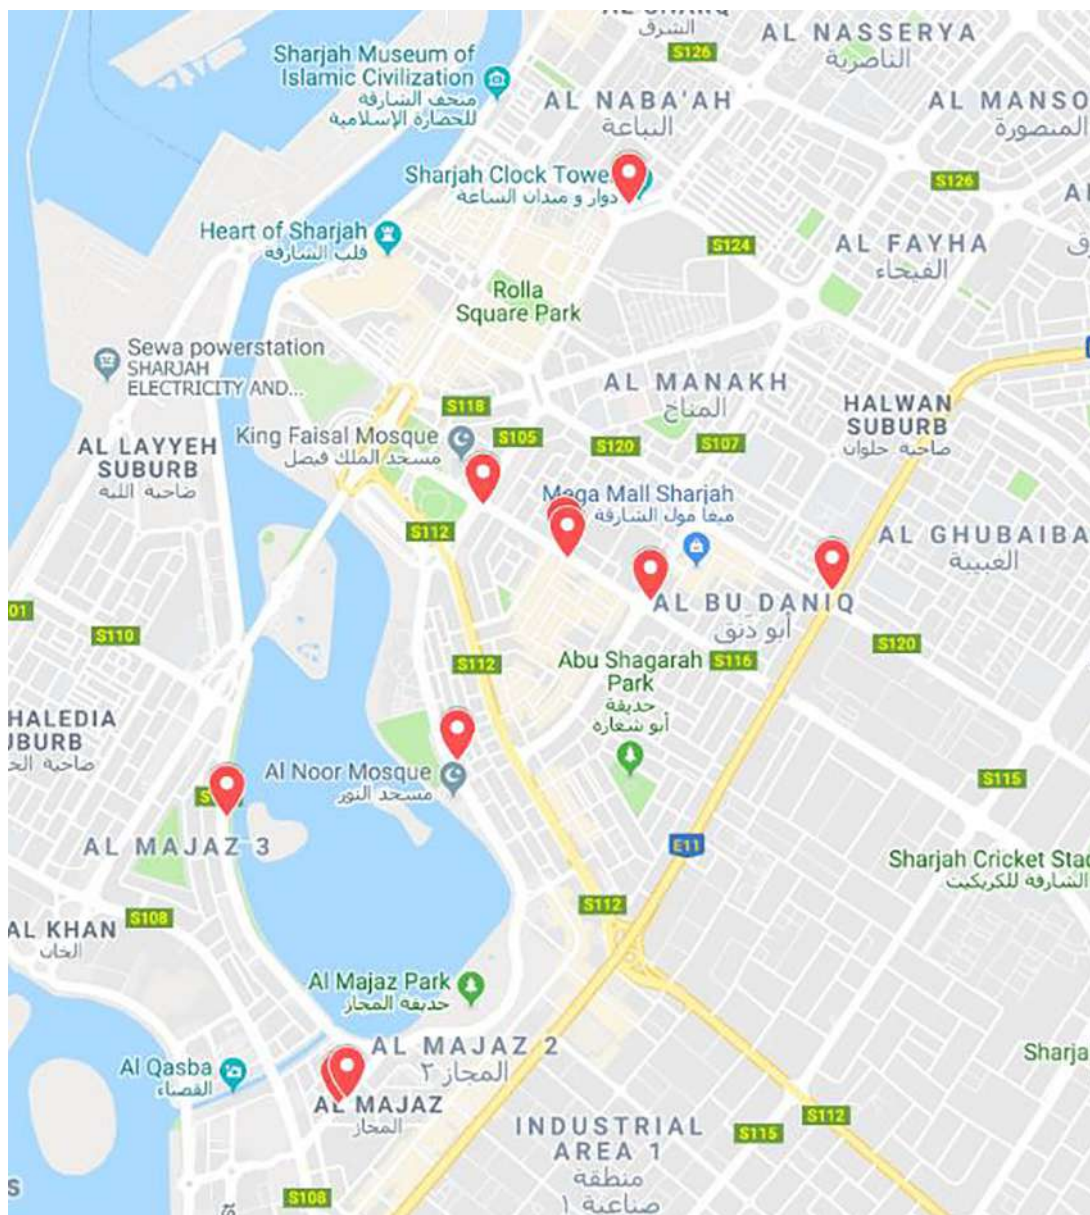 الشرق
S126
AL NASSERYA
الناصرية
Sharjah Museum of
Islamic Civilization
متحف الشارقة
للحضارة الإسلامية
AL NABA'AH
النباعة
AL MANSO
المنصورة
Sharjah Clock Towe
دوار و ميدان الساعة
S126
Heart of Sharjah
قلب الشارقة
S124
AL FAYHA
الفيحاء
Rolla
Square Park
Sewa powerstation
SHARJAH
ELECTRICITY AND...
AL MANAKH
المناخ
HALWAN
SUBURB
ضاحية حلوان
S118
AL LAYYEH
SUBURB
ضاحية اللية
King Faisal Mosque
مسجد الملك فيصل
S105
S120
S107
Mega Mall Sharjah
ميغا مول الشارقة
S112
AL GHUBAIBA
الغبيبة
01
S110
AL BU DANIQ
أبو دنق
S120
S112
Abu Shagarah
Park
حديقة
أبو شغارة
S116
HALEDIA
UBURB
Al Noor Mosque
مسجد النور
S115
AL MAJAZ 3
E11
Sharjah Cricket Stad
الشارقة للكريكيت
S108
S112
AL KHAN
الخان
Al Majaz Park
حديقة المجاز
Al Qasba
القصباء
AL MAJAZ 2
المجاز ٢
Sharja
AL MAJAZ
المجاز
S112
INDUSTRIAL
AREA 1
منطقة
صناعية ١
S115
S108